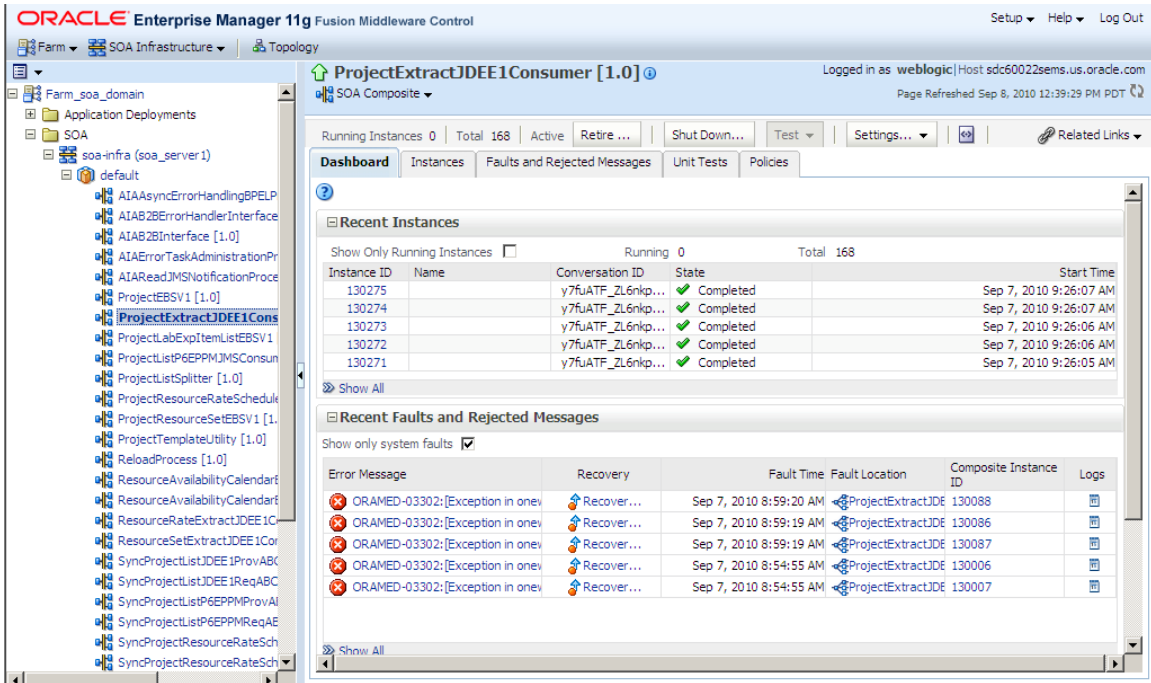 ORACLE Enterprise Manager 11g Fusion Middleware Control
Setup Help Log Out
Farm SOA Infrastructure Topology
Farm_soa_domain
Application Deployments
SOA
soa-infra (soa_server1)
default
AIAAsyncErrorHandlingBPELP
AIAB2BErrorHandlerInterface
AIAB2BInterface [1.0]
AIAErrorTaskAdministrationPr
AIAReadJMSNotificationProce
ProjectEBSV1 [1.0]
ProjectExtractJDEE1Cons
ProjectLabExpItemListEBSV1
ProjectListP6EPPMJMSConsun
ProjectListSplitter [1.0]
ProjectResourceRateSchedule
ProjectResourceSetEBSV1 [1.
ProjectTemplateUtility [1.0]
ReloadProcess [1.0]
ResourceAvailabilityCalendarE
ResourceAvailabilityCalendarE
ResourceRateExtractJDEE1C
ResourceSetExtractJDEE1Cor
SyncProjectListJDEE1ProvABC
SyncProjectListJDEE1ReqABC
SyncProjectListP6EPPMProvAl
SyncProjectListP6EPPMReqAE
SyncProjectResourceRateSch
SyncProjectResourceRateSch
ProjectExtractJDEE1Consumer [1.0]
Logged in as weblogic|Host sdc60022sems.us.oracle.com
SOA Composite
Page Refreshed Sep 8, 2010 12:39:29 PM PDT
Running Instances 0 Total 168 Active Retire ... Shut Down... Test Settings... Related Links
Dashboard Instances Faults and Rejected Messages Unit Tests Policies
Recent Instances
Show Only Running Instances Running 0 Total 168
Instance ID Name Conversation ID State Start Time
130275 y7fuATF_ZL6nkp... Completed Sep 7, 2010 9:26:07 AM
130274 y7fuATF_ZL6nkp... Completed Sep 7, 2010 9:26:07 AM
130273 y7fuATF_ZL6nkp... Completed Sep 7, 2010 9:26:06 AM
130272 y7fuATF_ZL6nkp... Completed Sep 7, 2010 9:26:06 AM
130271 y7fuATF_ZL6nkp... Completed Sep 7, 2010 9:26:05 AM
Show All
Recent Faults and Rejected Messages
Show only system faults
Error Message Recovery Fault Time Fault Location Composite Instance ID Logs
ORAMED-03302:[Exception in onew Recover... Sep 7, 2010 8:59:20 AM ProjectExtractJDE 130088
ORAMED-03302:[Exception in onew Recover... Sep 7, 2010 8:59:19 AM ProjectExtractJDE 130086
ORAMED-03302:[Exception in onew Recover... Sep 7, 2010 8:59:19 AM ProjectExtractJDE 130087
ORAMED-03302:[Exception in onew Recover... Sep 7, 2010 8:54:55 AM ProjectExtractJDE 130006
ORAMED-03302:[Exception in onew Recover... Sep 7, 2010 8:54:55 AM ProjectExtractJDE 130007
Show All